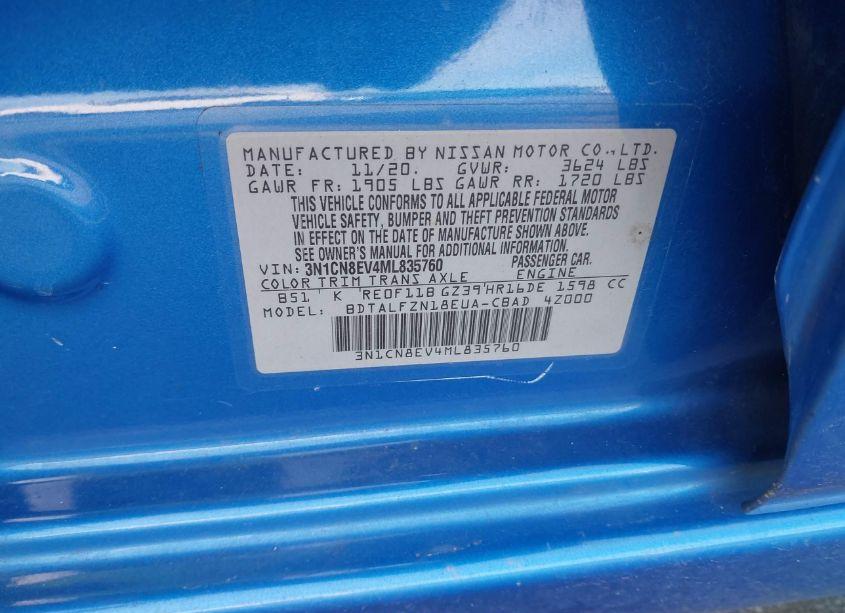 MANUFACTURED BY NISSAN MOTOR CO.,LTD.
DATE: 11/20. GVWR: 3624 LBS
GAWR FR: 1905 LBS GAWR RR: 1720 LBS
THIS VEHICLE CONFORMS TO ALL APPLICABLE FEDERAL MOTOR
VEHICLE SAFETY, BUMPER AND THEFT PREVENTION STANDARDS
IN EFFECT ON THE DATE OF MANUFACTURE SHOWN ABOVE.
SEE OWNER'S MANUAL FOR ADDITIONAL INFORMATION.
VIN: 3N1CN8EV4ML835760 PASSENGER CAR.
COLOR TRIM TRANS AXLE ENGINE
B51 ' K 'RE0F11B GZ39'HR16DE 1598 CC
MODEL: BDTALFZN18EUA-CBAD 4Z000
3N1CN8EV4ML835760